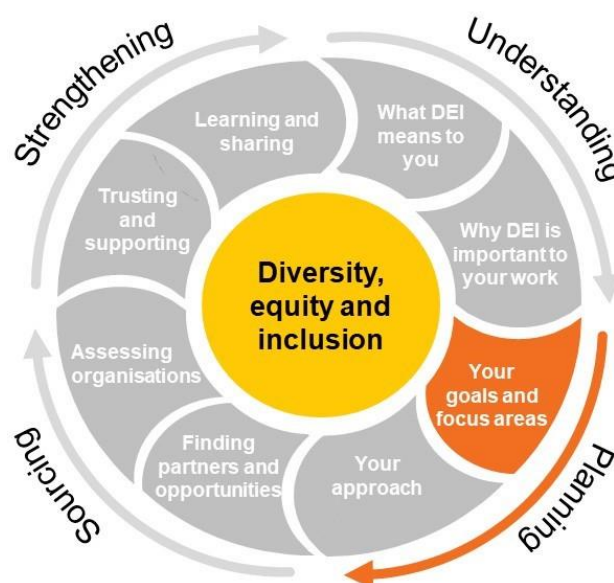 Strengthening
Understanding
Learning and
sharing
What DEI
means to
you
Trusting
and
supporting
Why DEI is
important to
your work
Diversity,
equity and
inclusion
Assessing
organisations
Your
goals and
focus areas
Finding
partners and
opportunities
Your
approach
Sourcing
Planning